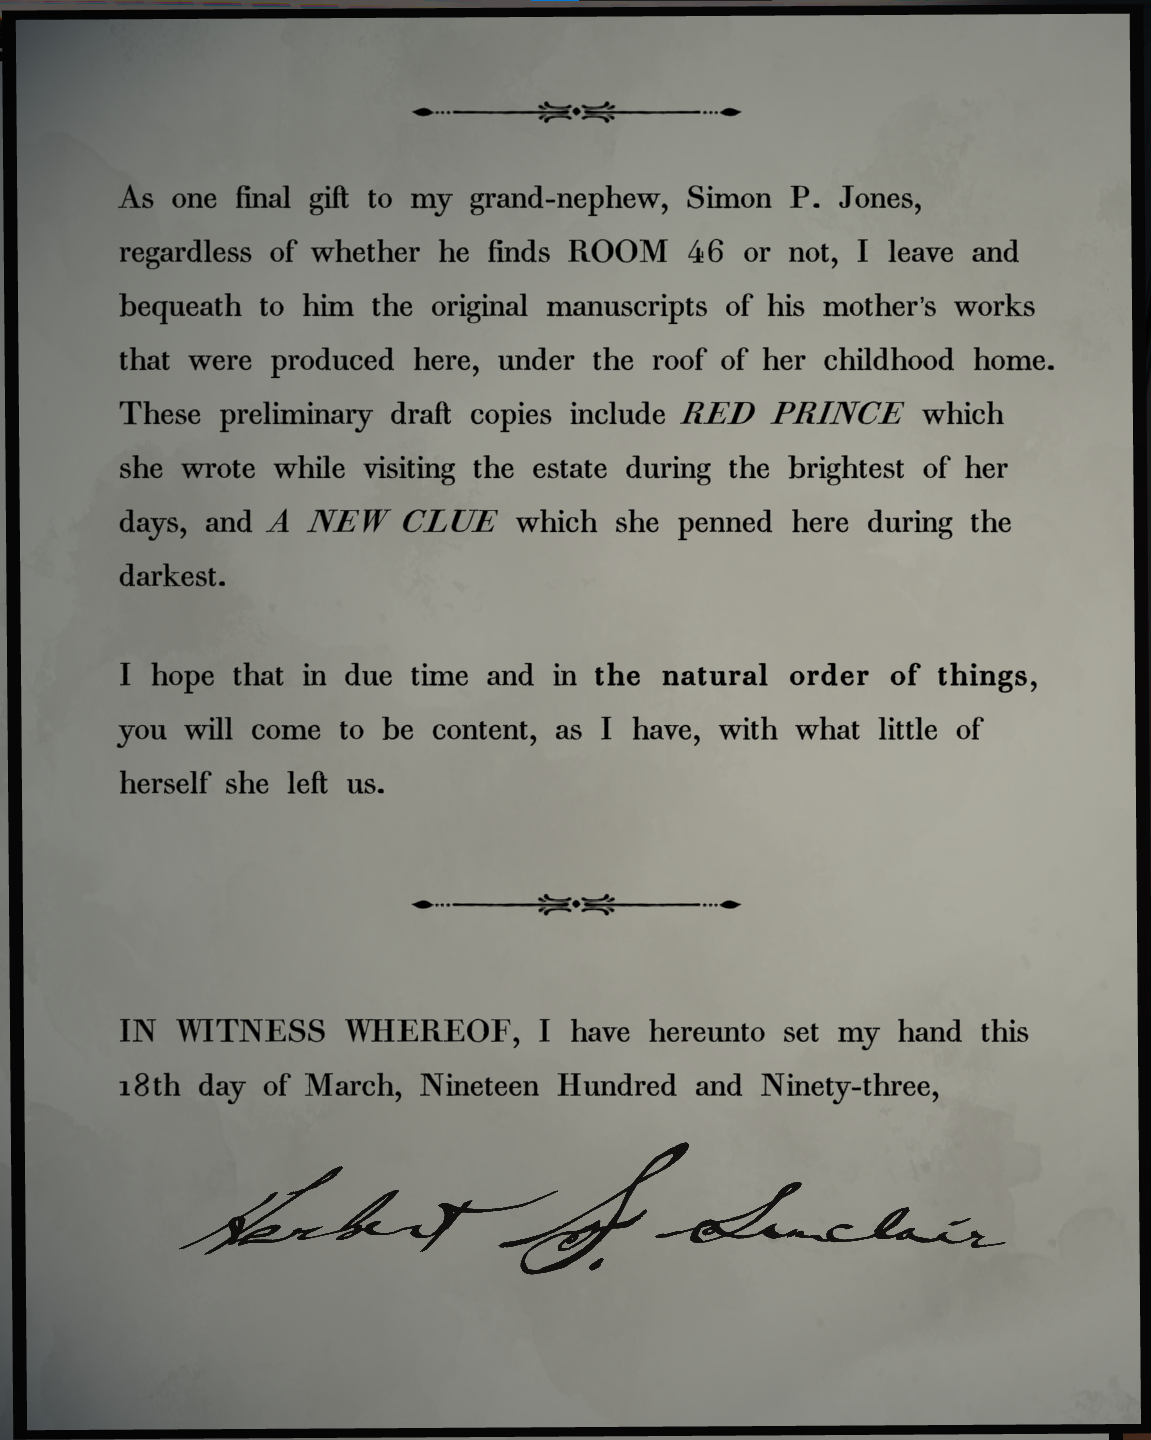 As one final gift to my grand-nephew, Simon P. Jones,
regardless of whether he finds ROOM 46 or not, I leave and
bequeath to him the original manuscripts of his mother's works
that were produced here, under the roof of her childhood home.
These preliminary draft copies include RED PRINCE which
she wrote while visiting the estate during the brightest of her
days, and A NEW CLUE which she penned here during the
darkest.
I hope that in due time and in the natural order of things,
you will come to be content, as I have, with what little of
herself she left us.
IN WITNESS WHEREOF, I have hereunto set my hand this
18th day of March, Nineteen Hundred and Ninety-three,
Herbert S. Sinclair